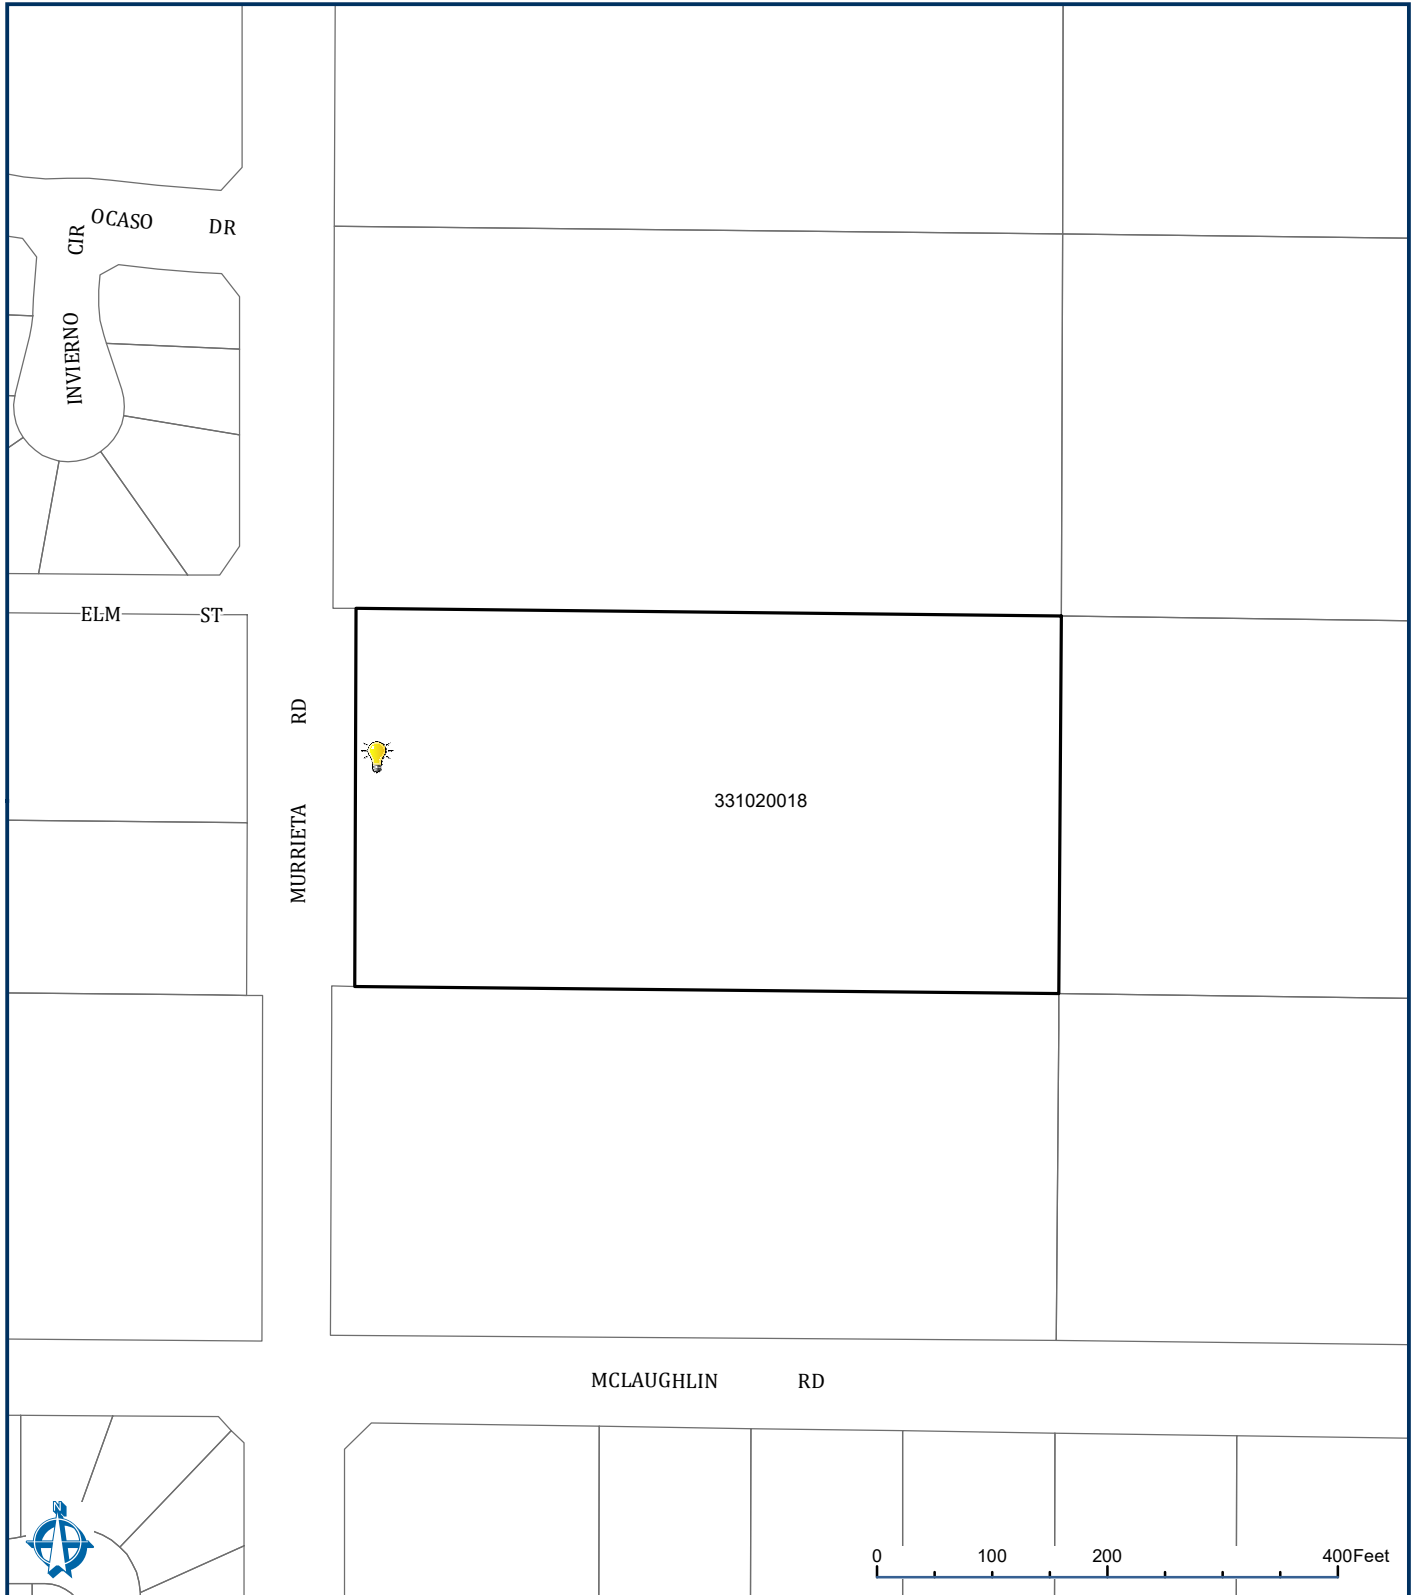 OCASO DR
INVIERNO CIR
ELM ST
MURRIETA RD
331020018
MCLAUGHLIN RD
N
0 100 200 400Feet